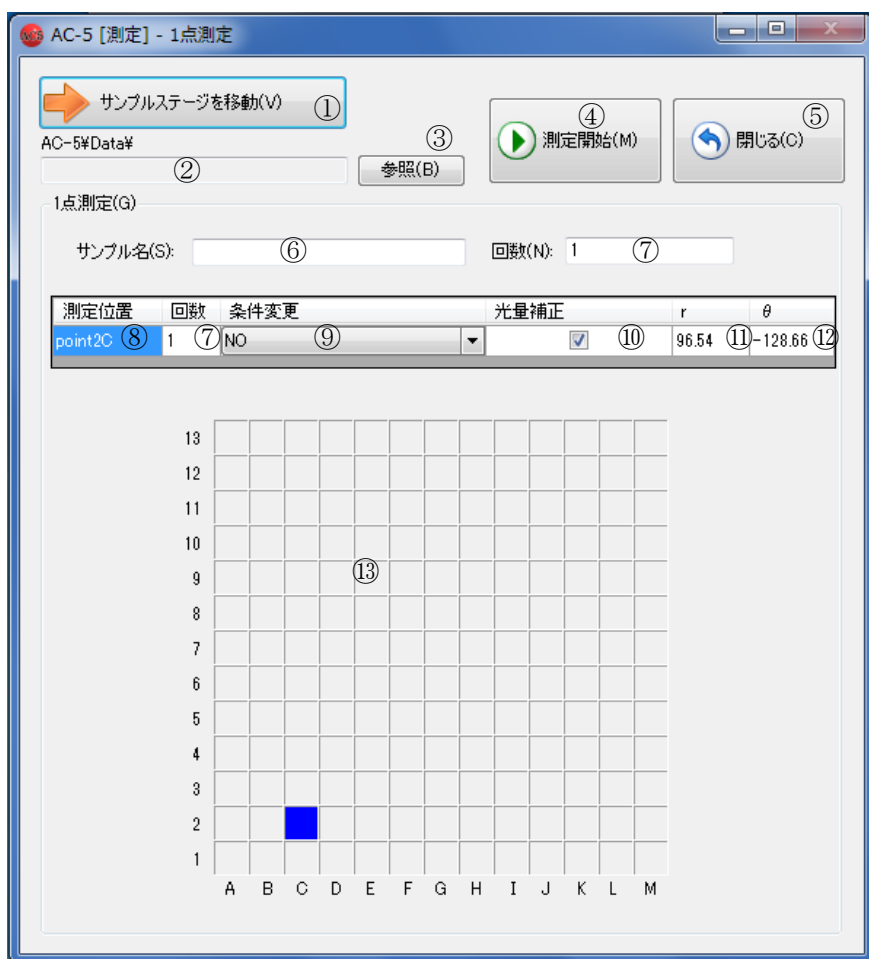 AC-5 [測定] - 1点測定
サンプルステージを移動(V) ①
AC-5¥Data¥
②
③
参照(B)
④
測定開始(M)
⑤
閉じる(C)
1点測定(G)
サンプル名(S): ⑥ 回数(N): 1 ⑦
測定位置 回数 条件変更 光量補正 r θ
point2C ⑧ 1 ⑦ NO ⑨ ⑩ 96.54 ⑪ -128.66 ⑫
13
12
11
10
9 ⑬
8
7
6
5
4
3
2
1
A B C D E F G H I J K L M